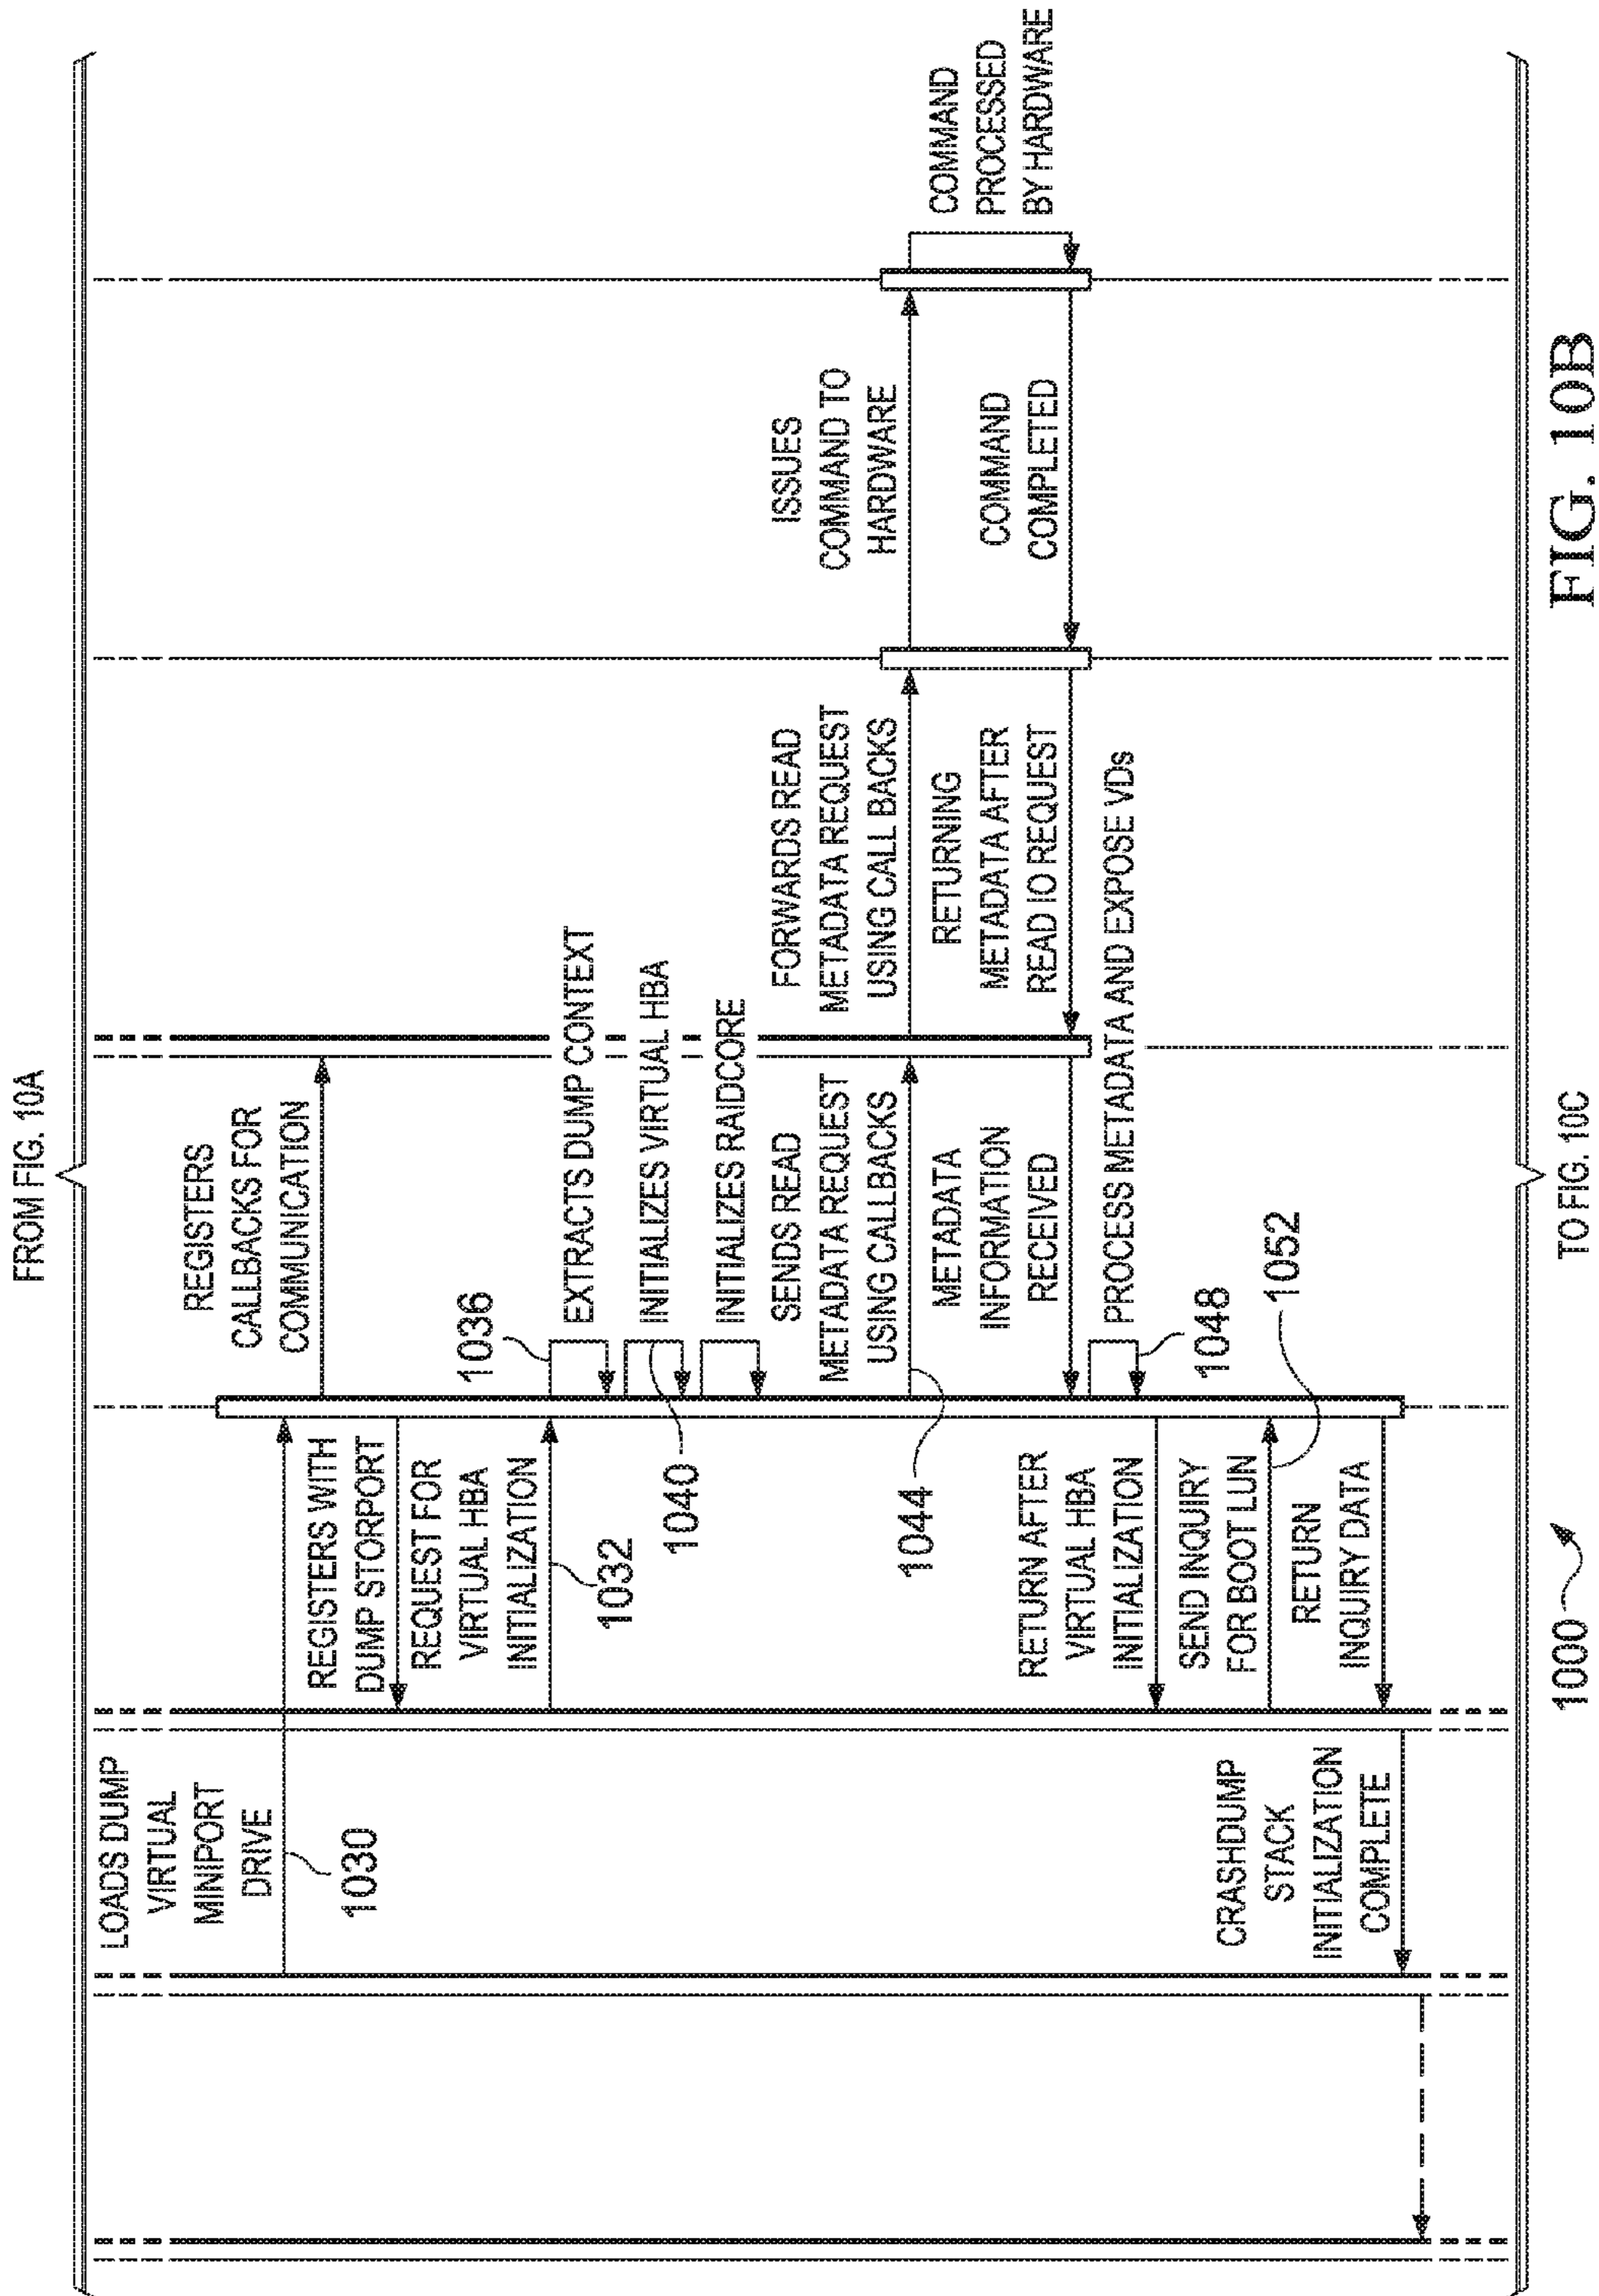 FROM FIG. 10A
LOADS DUMP
VIRTUAL
MINIPORT
DRIVE
1030
REGISTERS
CALLBACKS FOR
COMMUNICATION
REGISTERS WITH
DUMP STORPORT
REQUEST FOR
VIRTUAL HBA
INITIALIZATION
1032
1036
EXTRACTS DUMP CONTEXT
INITIALIZES VIRTUAL HBA
1040
INITIALIZES RAIDCORE
SENDS READ
METADATA REQUEST
USING CALLBACKS
1044
FORWARDS READ
METADATA REQUEST
USING CALL BACKS
ISSUES
COMMAND TO
HARDWARE
COMMAND
PROCESSED
BY HARDWARE
COMMAND
COMPLETED
RETURNING
METADATA AFTER
READ IO REQUEST
METADATA
INFORMATION
RECEIVED
PROCESS METADATA AND EXPOSE VDs
1048
RETURN AFTER
VIRTUAL HBA
INITIALIZATION
SEND INQUIRY
FOR BOOT LUN
1052
RETURN
INQUIRY DATA
CRASHDUMP
STACK
INITIALIZATION
COMPLETE
TO FIG. 10C
1000
FIG. 10B